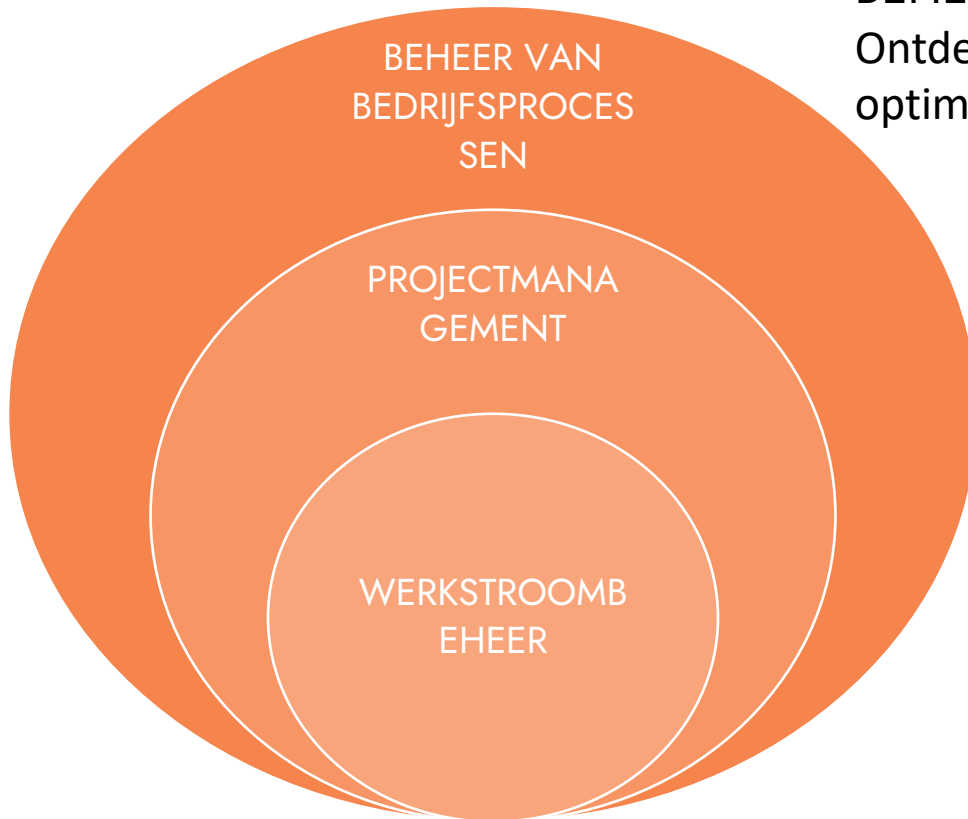 Ontde
optim
BEHEER VAN
BEDRIJFSPROCES
SEN
PROJECTMANA
GEMENT
WERKSTROOMB
EHEER